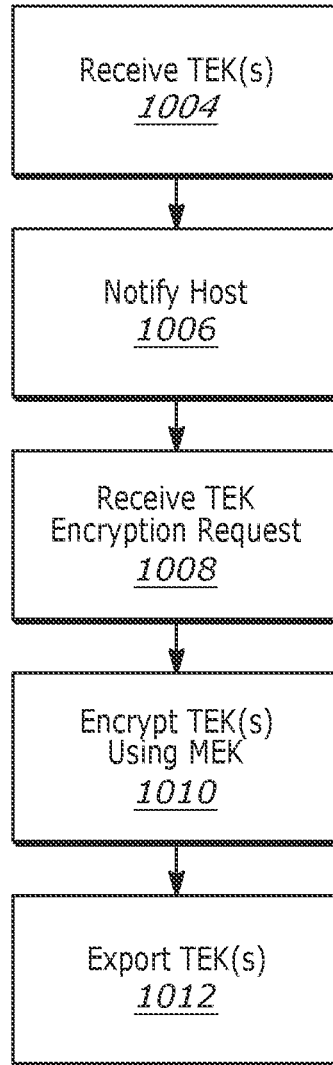 Receive TEK(s)
1004
Notify Host
1006
Receive TEK
Encryption Request
1008
Encrypt TEK(s)
Using MEK
1010
Export TEK(s)
1012